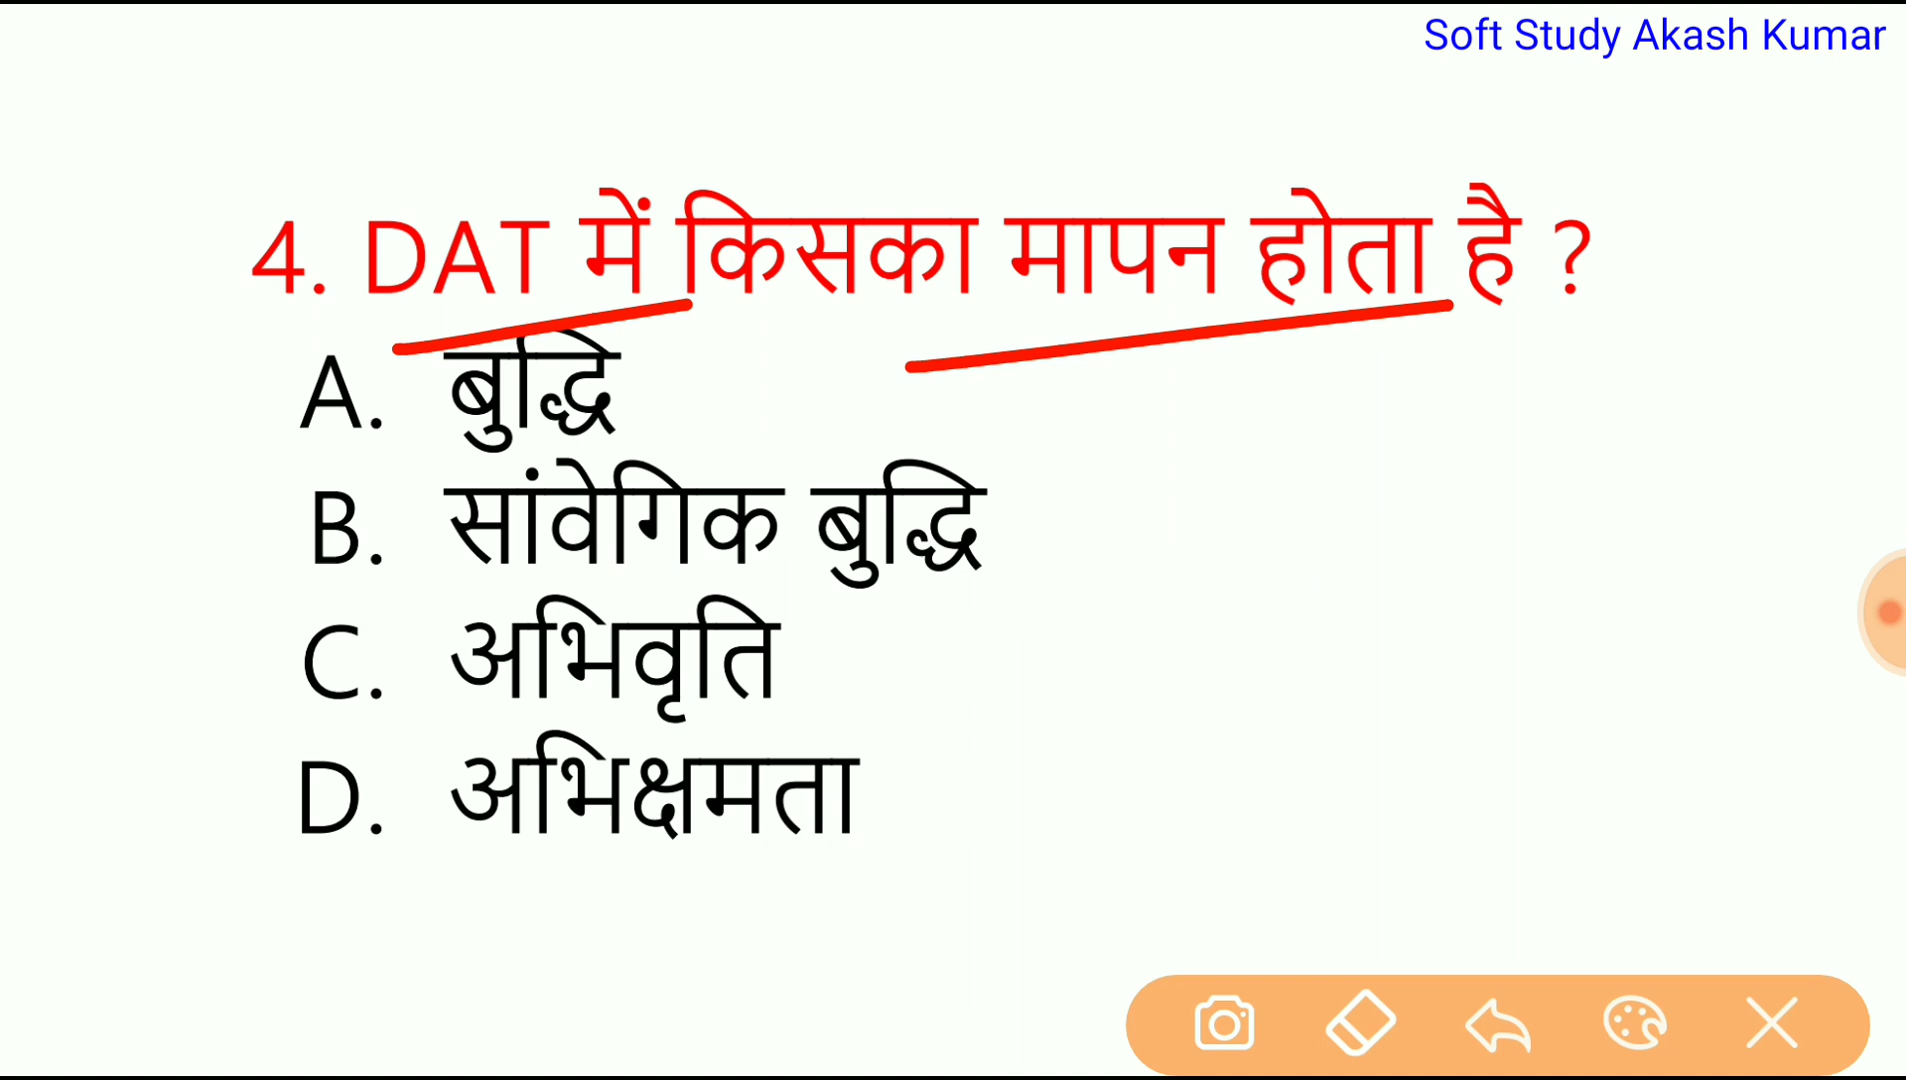 Soft Study Akash Kumar
4. DAT में किसका मापन होता है ?
A. बुद्धि
B. सांवेगिक बुद्धि
C. अभिवृति
D. अभिक्षमता